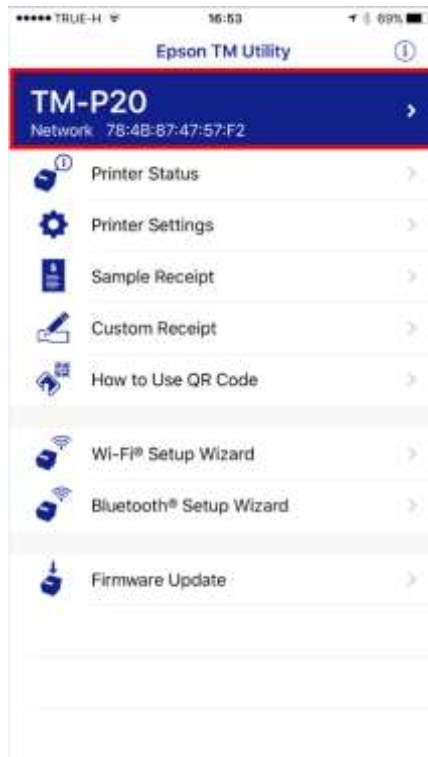 TRUE-H 16:53 69%
Epson TM Utility
TM-P20
Network 78:4B:87:47:57:F2
Printer Status
Printer Settings
Sample Receipt
Custom Receipt
How to Use QR Code
Wi-Fi® Setup Wizard
Bluetooth® Setup Wizard
Firmware Update